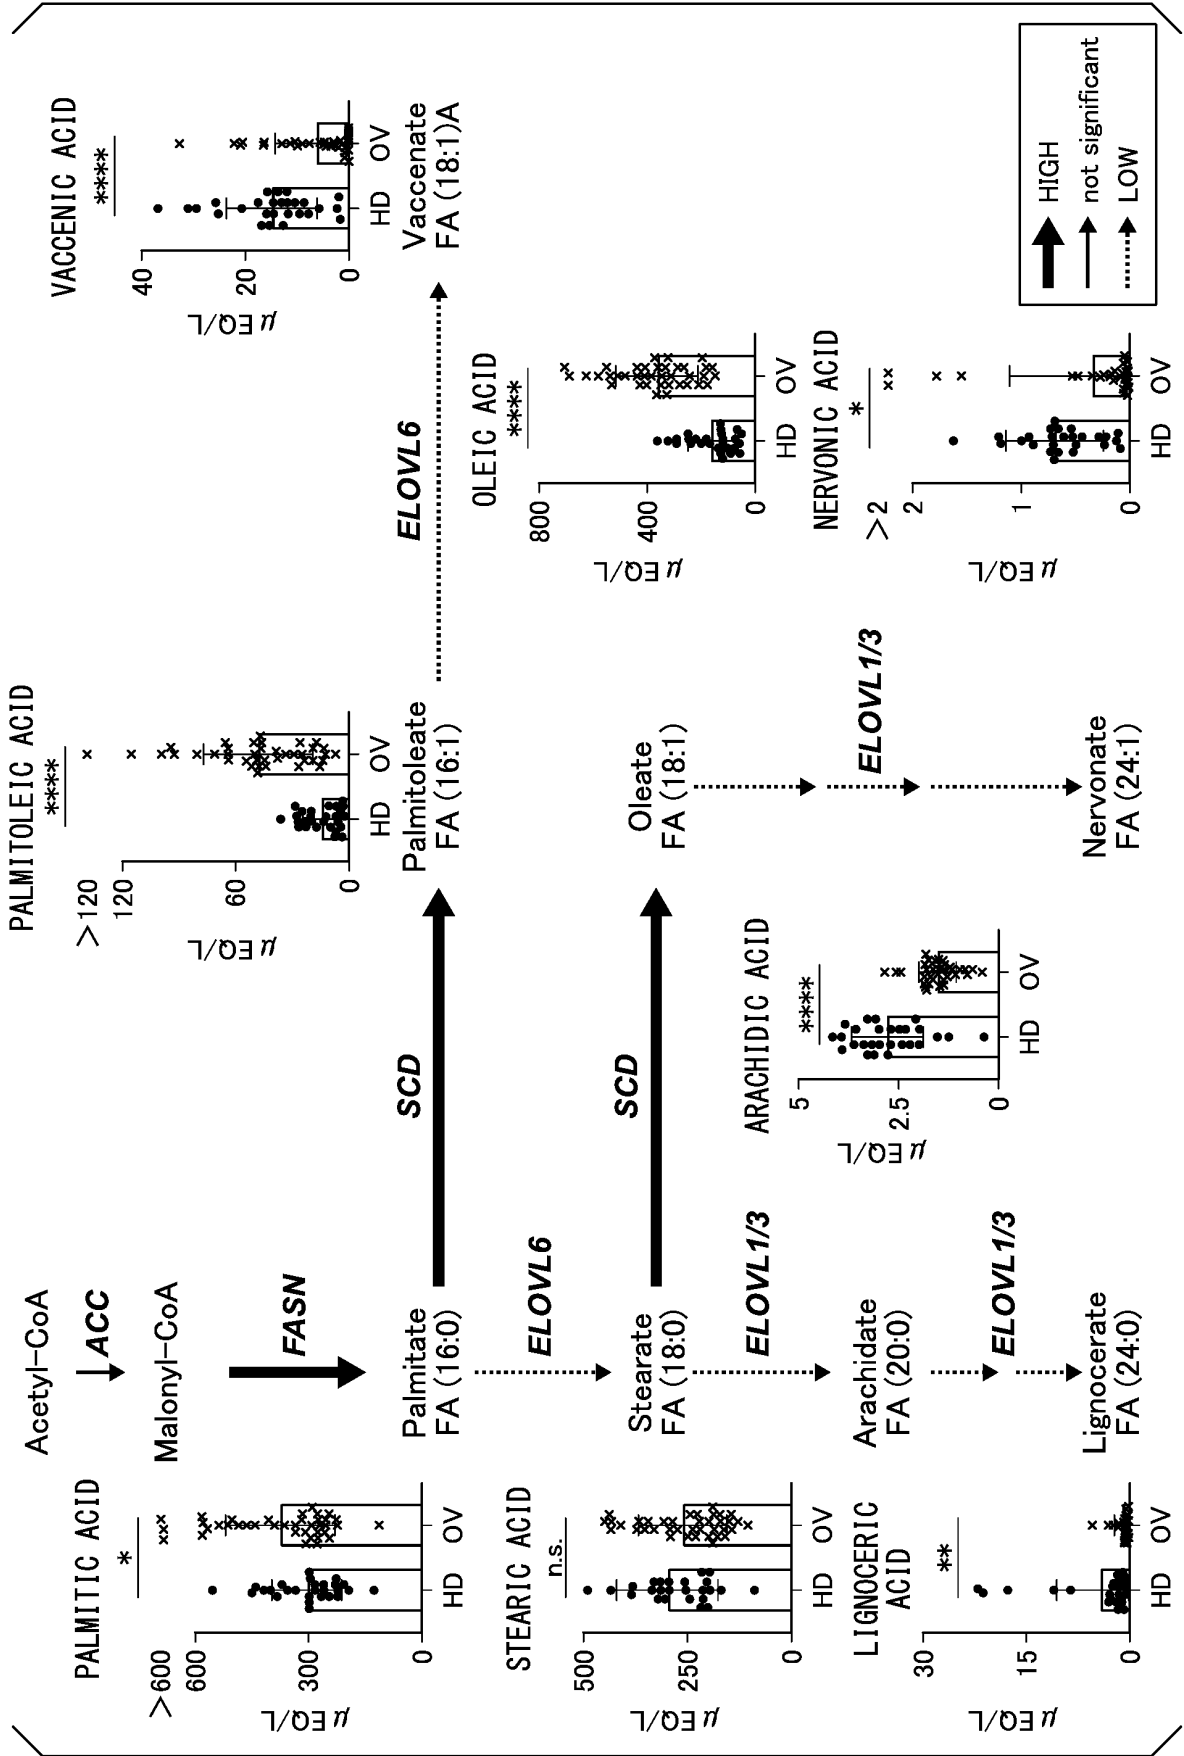 PALMITIC ACID
*
>600
600
300
0
μEQ/L
HD
OV
Acetyl-CoA
ACC
Malonyl-CoA
FASN
Palmitate
FA (16:0)
SCD
PALMITOLEIC ACID
****
>120
120
60
0
μEQ/L
HD
OV
Palmitoleate
FA (16:1)
ELOVL6
VACCENIC ACID
****
40
20
0
μEQ/L
HD
OV
Vaccenate
FA (18:1)A
STEARIC ACID
n.s.
500
250
0
μEQ/L
HD
OV
ELOVL6
Stearate
FA (18:0)
SCD
Oleate
FA (18:1)
OLEIC ACID
****
800
400
0
μEQ/L
HD
OV
ELOVL1/3
Arachidate
FA (20:0)
ARACHIDIC ACID
****
5
2.5
0
μEQ/L
HD
OV
ELOVL1/3
LIGNOCERIC
ACID
**
30
15
0
μEQ/L
HD
OV
ELOVL1/3
Lignocerate
FA (24:0)
Nervonate
FA (24:1)
NERVONIC ACID
*
>2
2
1
0
μEQ/L
HD
OV
HIGH
not significant
LOW